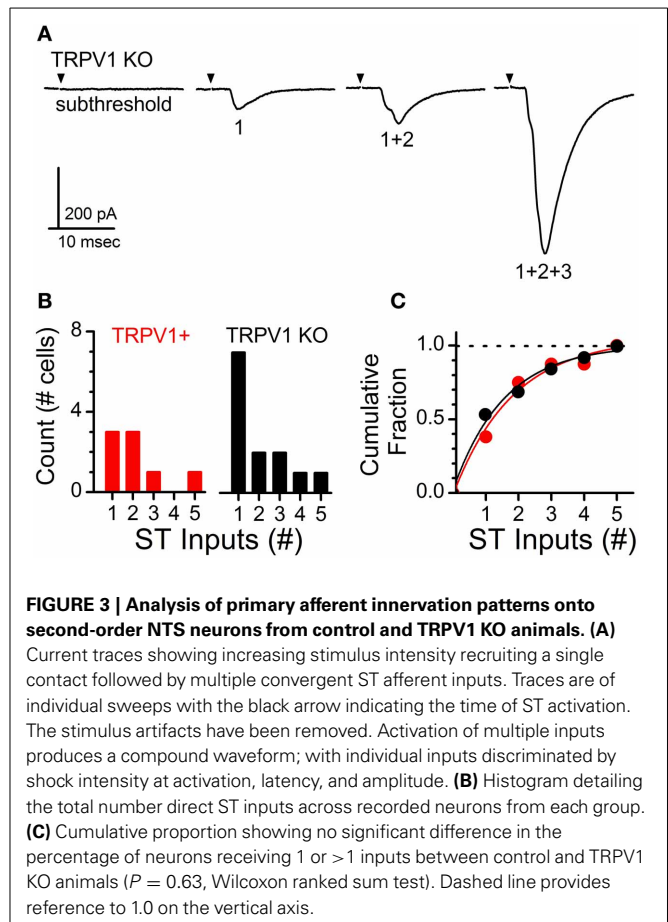 A
TRPV1 KO
subthreshold
1
1+2
1+2+3
200 pA
10 msec
B
TRPV1+
TRPV1 KO
Count (# cells)
8
4
0
1 2 3 4 5
1 2 3 4 5
ST Inputs (#)
C
Cumulative
Fraction
1.0
0.5
0.0
1 2 3 4 5
ST Inputs (#)
FIGURE 3 | Analysis of primary afferent innervation patterns onto
second-order NTS neurons from control and TRPV1 KO animals. (A)
Current traces showing increasing stimulus intensity recruiting a single
contact followed by multiple convergent ST afferent inputs. Traces are of
individual sweeps with the black arrow indicating the time of ST activation.
The stimulus artifacts have been removed. Activation of multiple inputs
produces a compound waveform; with individual inputs discriminated by
shock intensity at activation, latency, and amplitude. (B) Histogram detailing
the total number direct ST inputs across recorded neurons from each group.
(C) Cumulative proportion showing no significant difference in the
percentage of neurons receiving 1 or >1 inputs between control and TRPV1
KO animals (P = 0.63, Wilcoxon ranked sum test). Dashed line provides
reference to 1.0 on the vertical axis.